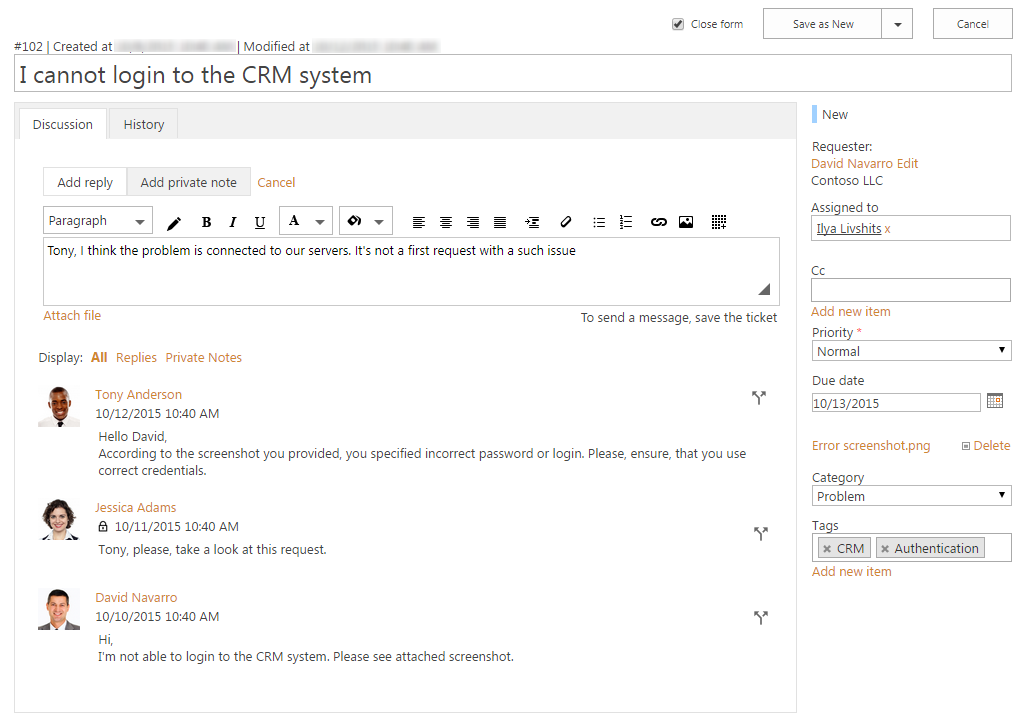 Close form
Save as New
Cancel
#102 | Created at | Modified at
I cannot login to the CRM system
Discussion
History
Add reply
Add private note
Cancel
Paragraph
B I U A
Tony, I think the problem is connected to our servers. It's not a first request with a such issue
Attach file
To send a message, save the ticket
Display: All Replies Private Notes
Tony Anderson
10/12/2015 10:40 AM
Hello David,
According to the screenshot you provided, you specified incorrect password or login. Please, ensure, that you use
correct credentials.
Jessica Adams
10/11/2015 10:40 AM
Tony, please, take a look at this request.
David Navarro
10/10/2015 10:40 AM
Hi,
I'm not able to login to the CRM system. Please see attached screenshot.
New
Requester:
David Navarro Edit
Contoso LLC
Assigned to
Ilya Livshits x
Cc
Add new item
Priority *
Normal
Due date
10/13/2015
Error screenshot.png
Delete
Category
Problem
Tags
CRM
Authentication
Add new item